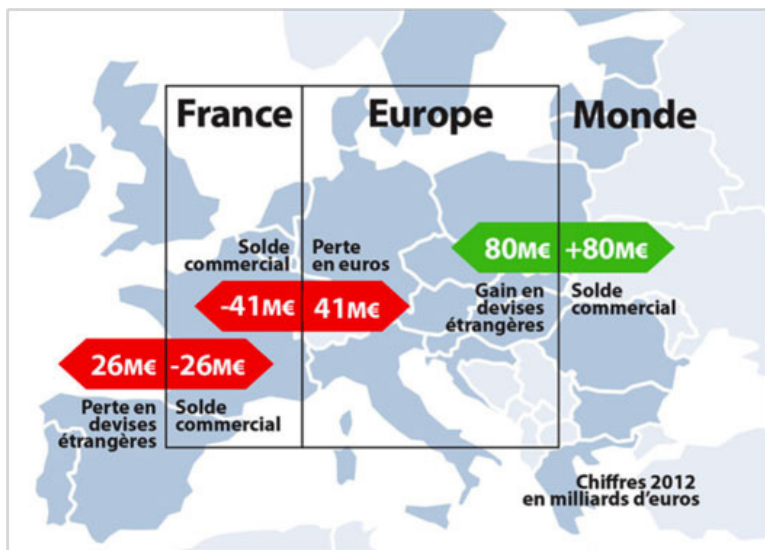 France
Europe
Monde
Solde
commercial
Perte
en euros
80M€
+80M€
-41M€
41M€
Gain en
devises
étrangères
Solde
commercial
26M€
-26M€
Perte en
devises
étrangères
Solde
commercial
Chiffres 2012
en milliards d'euros